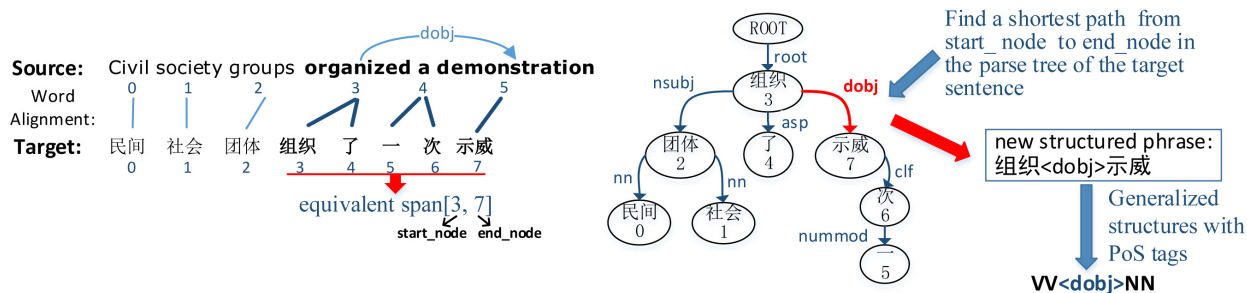 dobj
Source: Civil society groups organized a demonstration
Word 0 1 2 3 4 5
Alignment:
Target: 民间 社会 团体 组织 了 一 次 示威
0 1 2 3 4 5 6 7
equivalent span[3, 7]
start_node end_node
ROOT
root
组织
3
nsubj
asp
dobj
团体
2
了
4
示威
7
nn
nn
clf
民间
0
社会
1
次
6
nummod
一
5
Find a shortest path from
start_ node to end_node in
the parse tree of the target
sentence
new structured phrase:
组织<dobj>示威
Generalized
structures with
PoS tags
VV<dobj>NN